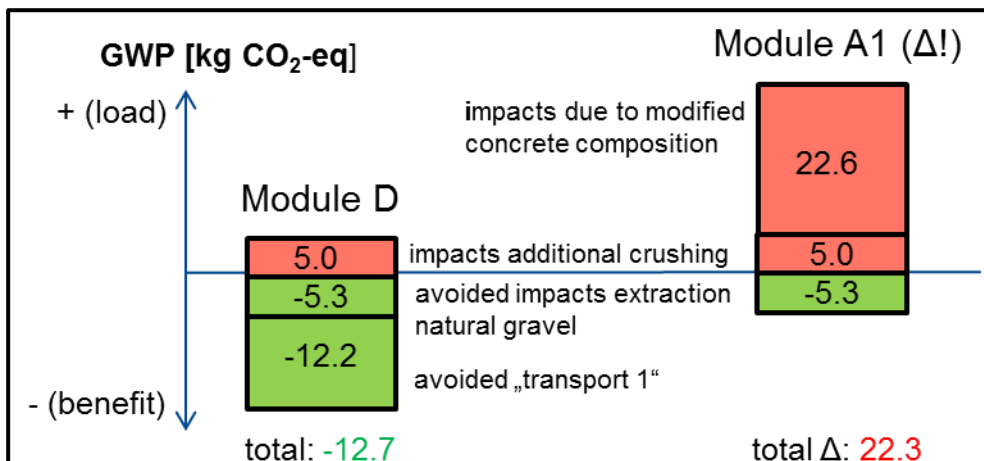 GWP [kg CO₂-eq]
+ (load)
- (benefit)
Module D
5.0
-5.3
-12.2
total: -12.7
impacts due to modified
concrete composition
impacts additional crushing
avoided impacts extraction
natural gravel
avoided „transport 1“
Module A1 (Δ!)
22.6
5.0
-5.3
total Δ: 22.3